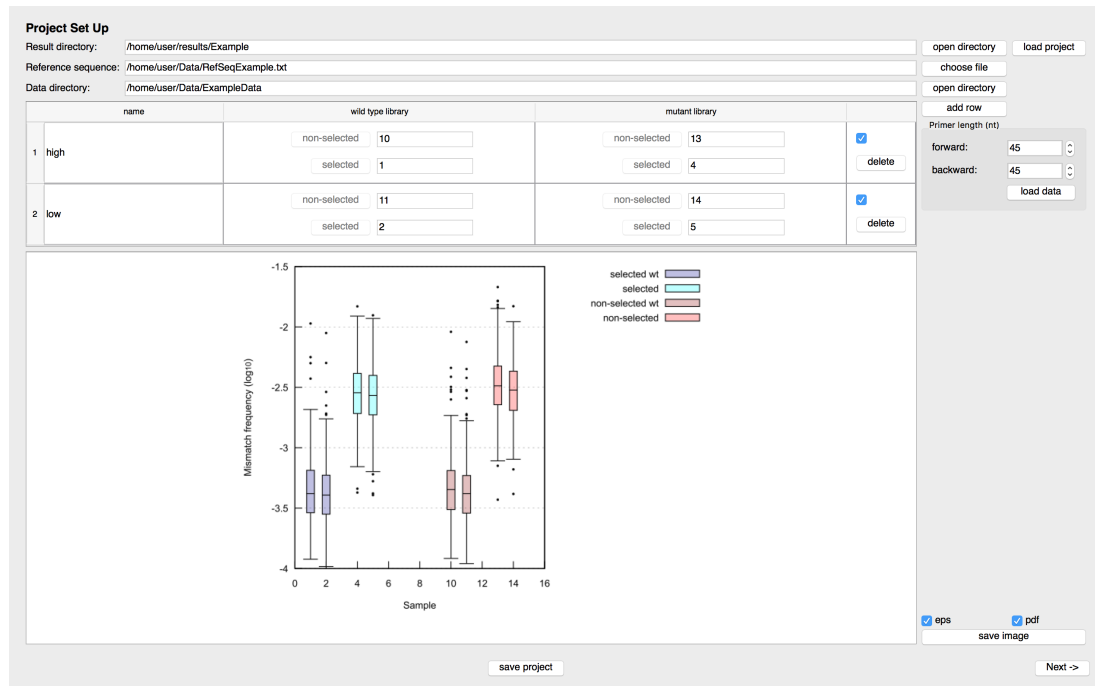 Project Set Up
Result directory: /home/user/results/Example open directory load project
Reference sequence: /home/user/Data/RefSeqExample.txt choose file
Data directory: /home/user/Data/ExampleData open directory
name wild type library mutant library add row
Primer length (nt)
1 high non-selected 10 non-selected 13
selected 1 selected 4 delete
forward: 45
backward: 45
load data
2 low non-selected 11 non-selected 14
selected 2 selected 5 delete
selected wt
selected
non-selected wt
non-selected
Mismatch frequency (log10)
-1.5
-2
-2.5
-3
-3.5
-4
0 2 4 6 8 10 12 14 16
Sample
eps pdf
save image
save project Next ->